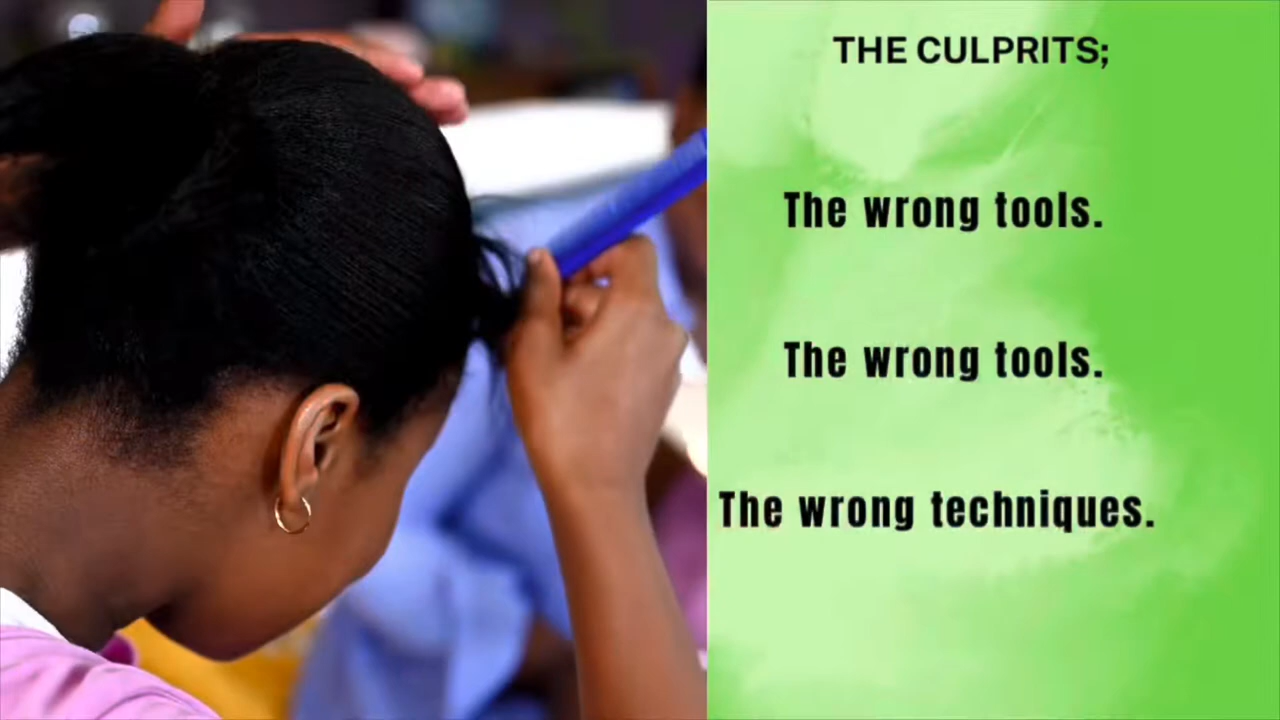 THE CULPRITS;
The wrong tools.
The wrong tools.
The wrong techniques.